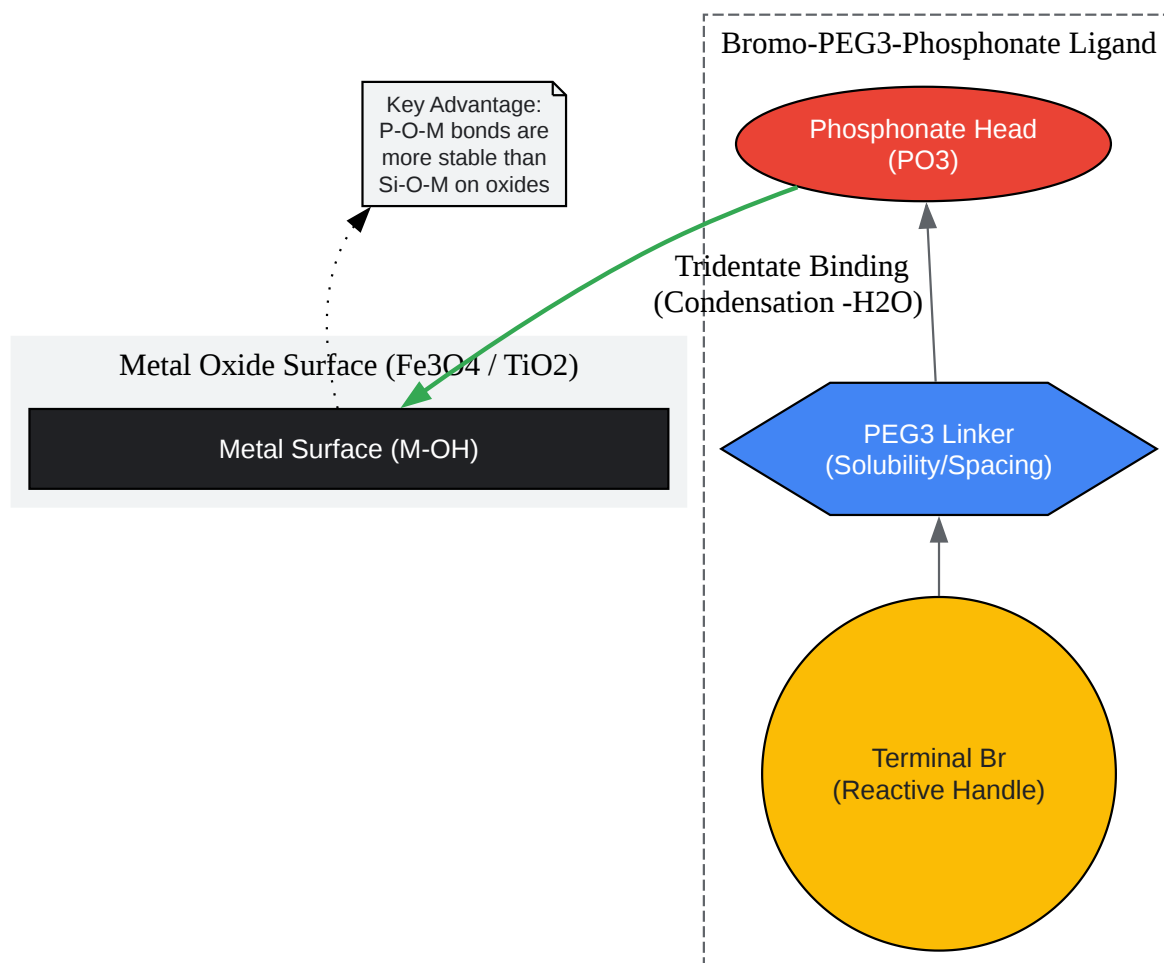 Bromo-PEG3-Phosphonate Ligand
Key Advantage:
P-O-M bonds are
more stable than
Si-O-M on oxides
Phosphonate Head
(PO3)
Tridentate Binding
(Condensation -H2O)
Metal Oxide Surface (Fe3O4 / TiO2)
Metal Surface (M-OH)
PEG3 Linker
(Solubility/Spacing)
Terminal Br
(Reactive Handle)